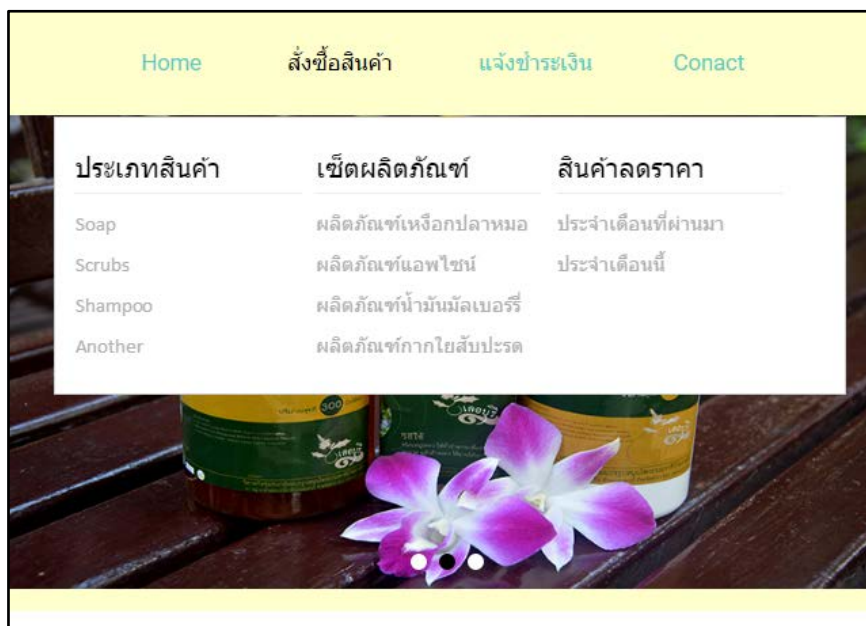 Home สั่งซื้อสินค้า แจ้งชำระเงิน Conact
ประเภทสินค้า
Soap
Scrubs
Shampoo
Another
เซ็ตผลิตภัณฑ์
ผลิตภัณฑ์เหงือกปลาหมอ
ผลิตภัณฑ์แอพไซน์
ผลิตภัณฑ์น้ำมันมัลเบอร์รี่
ผลิตภัณฑ์กากใยสับปะรด
สินค้าลดราคา
ประจำเดือนที่ผ่านมา
ประจำเดือนนี้
300